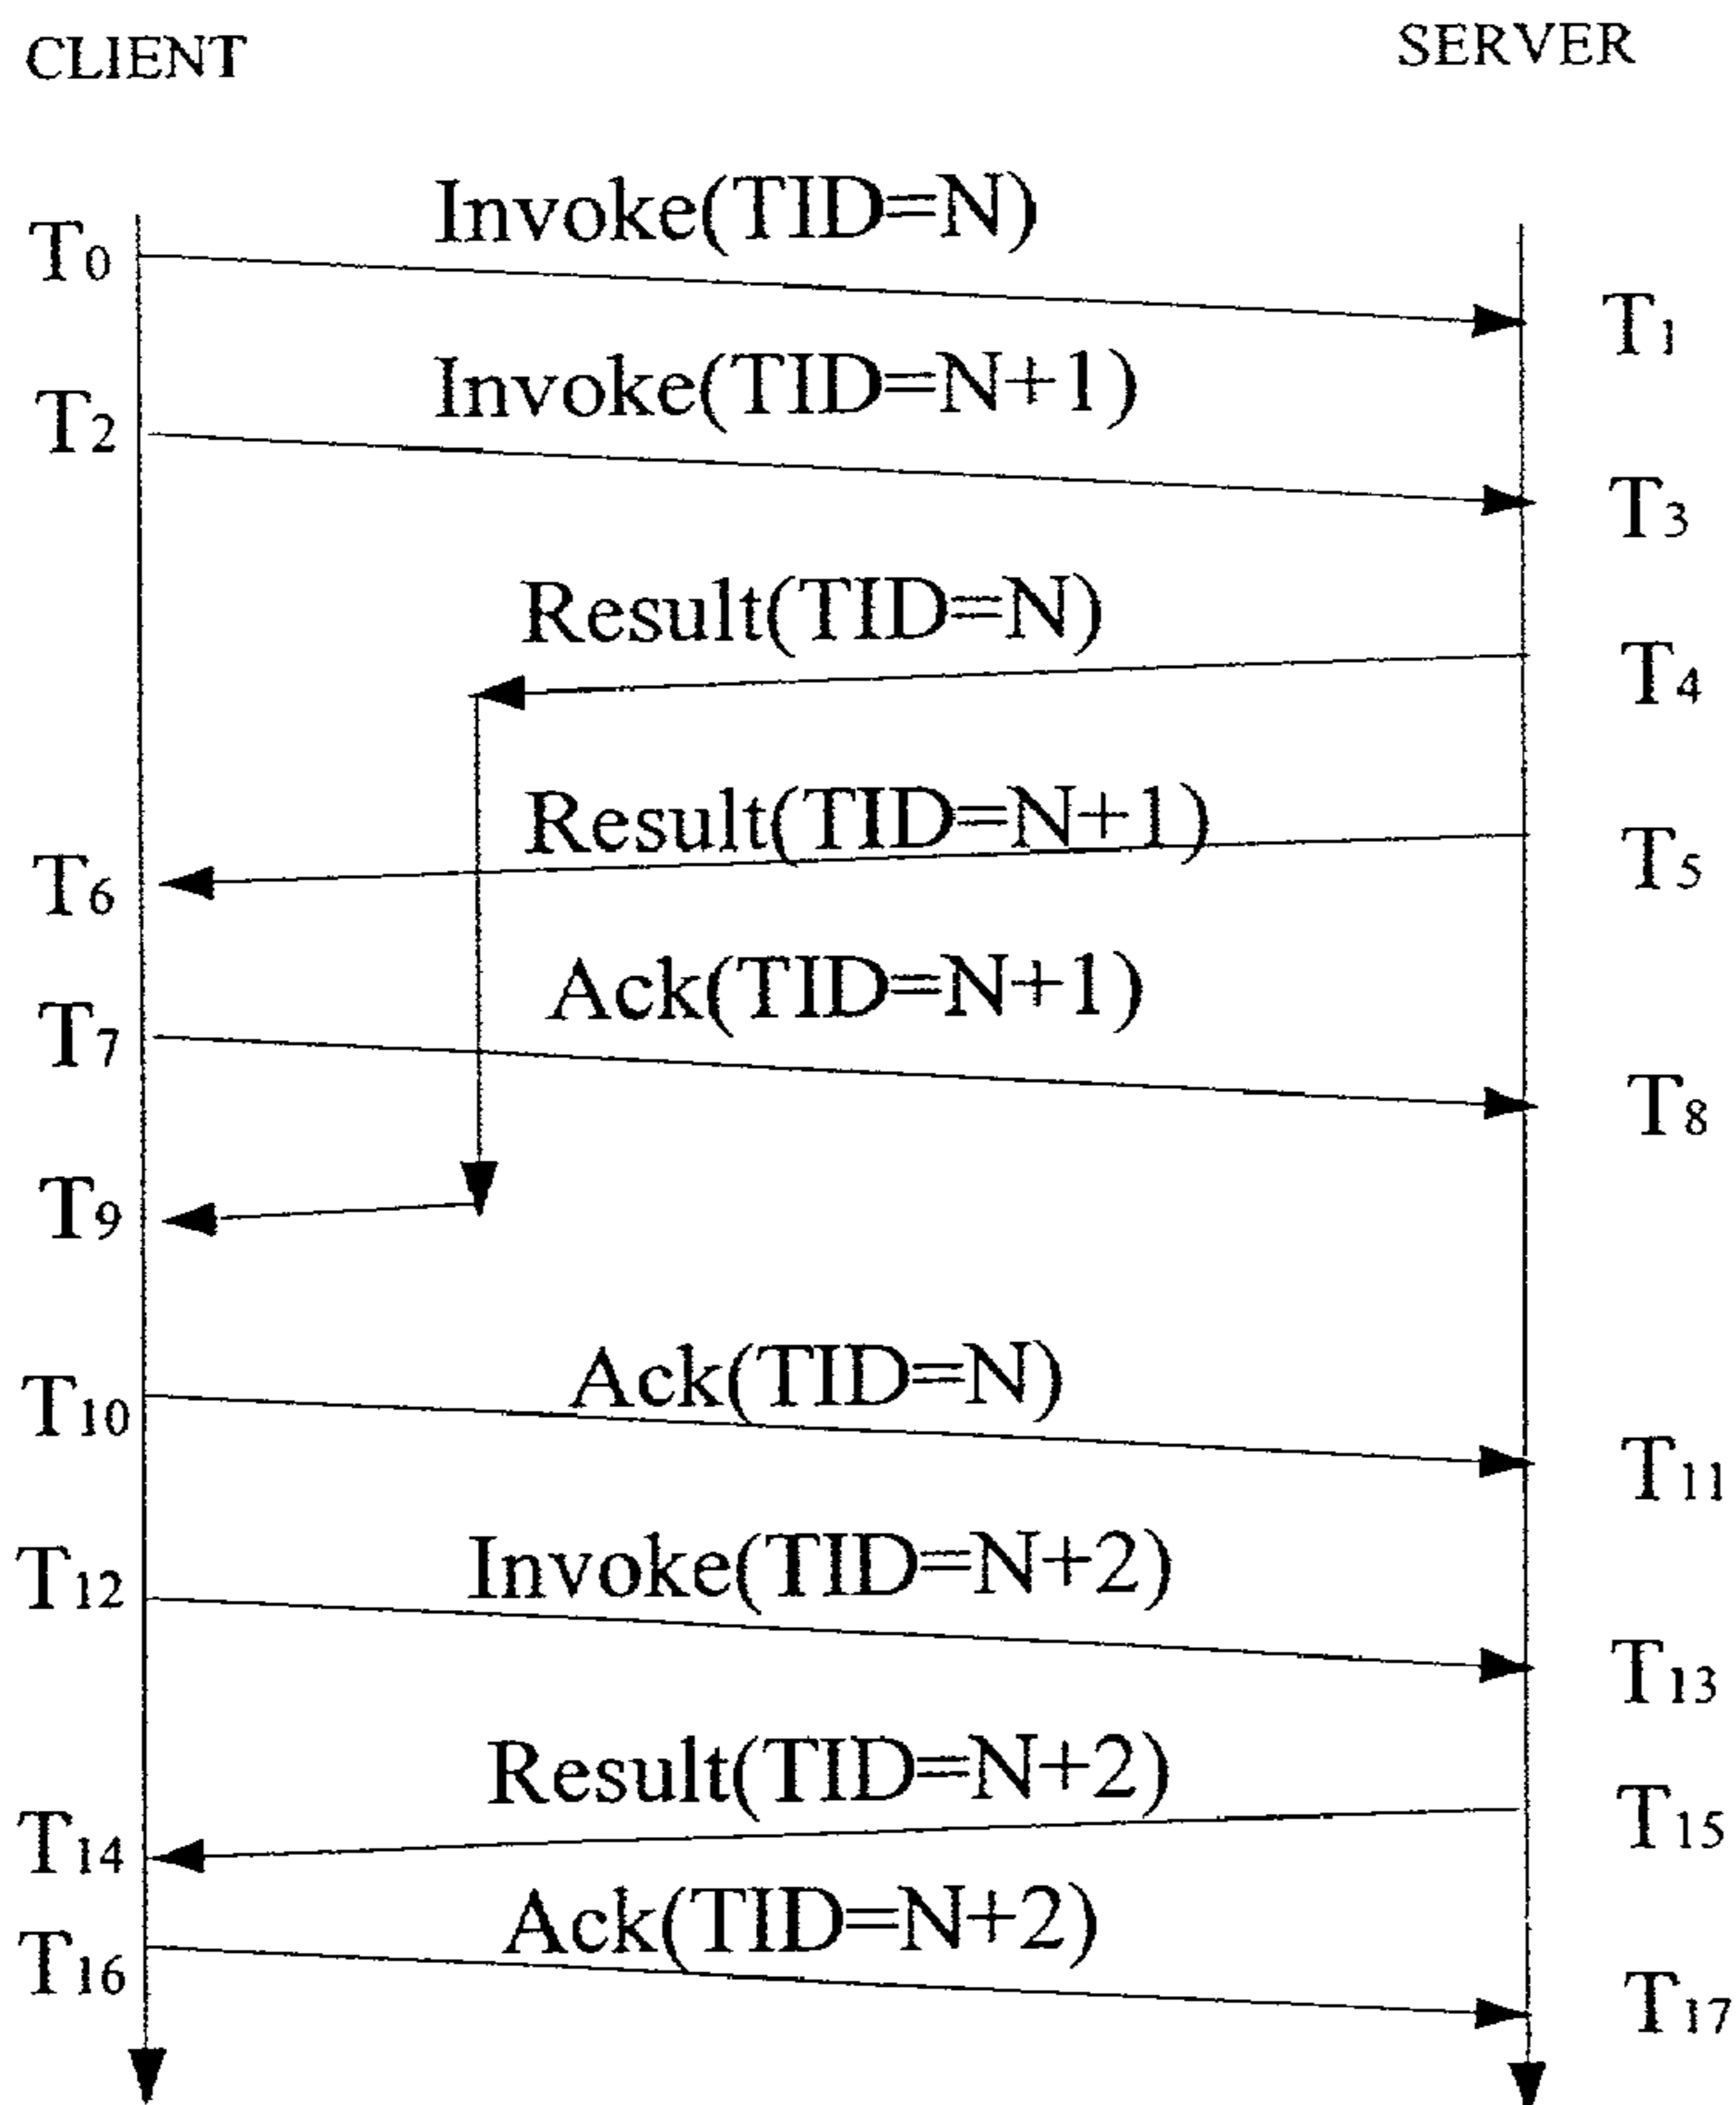 CLIENT
SERVER
Invoke(TID=N)
T0
T1
Invoke(TID=N+1)
T2
T3
Result(TID=N)
T4
Result(TID=N+1)
T5
T6
Ack(TID=N+1)
T7
T8
T9
Ack(TID=N)
T10
T11
Invoke(TID=N+2)
T12
T13
Result(TID=N+2)
T15
T14
Ack(TID=N+2)
T16
T17